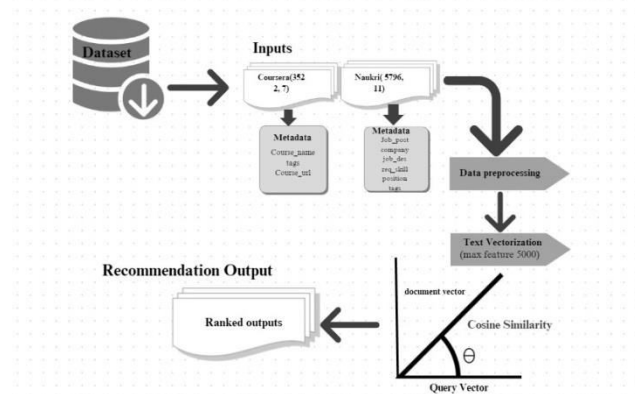 Dataset
Inputs
Coursera(352
2, 7)
Naukri( 5796,
11)
Metadata
Course_name
tags
Course_url
Metadata
Job_post
company
job_des
req_skill
position
tags
Data preprocessing
Text Vectorization
(max feature 5000)
Recommendation Output
Ranked outputs
document vector
Cosine Similarity
θ
Query Vector